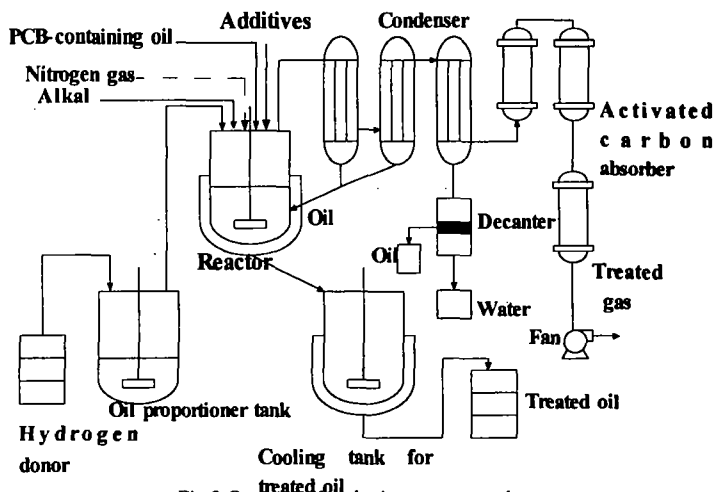 Additives
Condenser
PCB-containing oil
Nitrogen gas
Alkal
Activated
carbon
absorber
Oil
Reactor
Decanter
Oil
Water
Treated
gas
Fan
Oil proportioner tank
Hydrogen
donor
Treated oil
Cooling tank for
treated oil